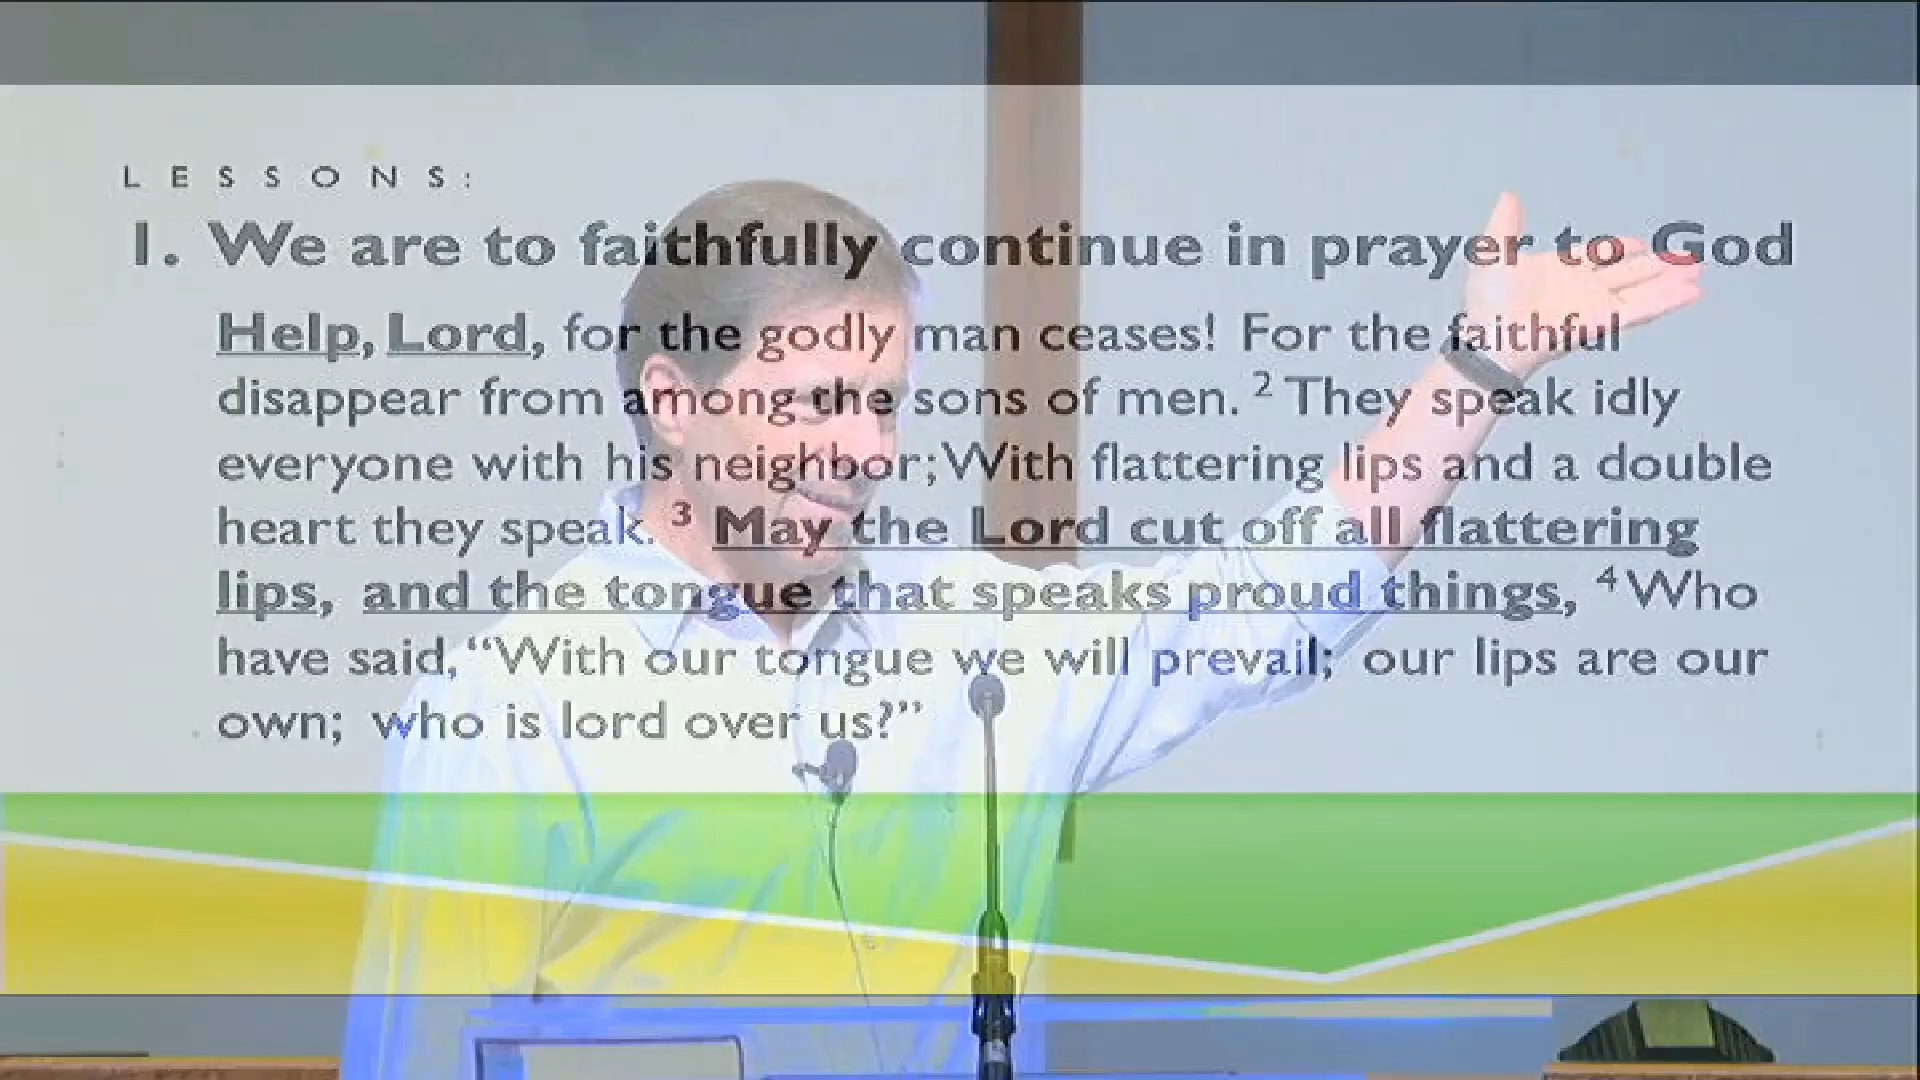 LESSONS:
1. We are to faithfully continue in prayer to God
Help, Lord, for the godly man ceases! For the faithful
disappear from among the sons of men. ² They speak idly
everyone with his neighbor; With flattering lips and a double
heart they speak. ³ May the Lord cut off all flattering
lips, and the tongue that speaks proud things, ⁴ Who
have said, “With our tongue we will prevail; our lips are our
own; who is lord over us?”